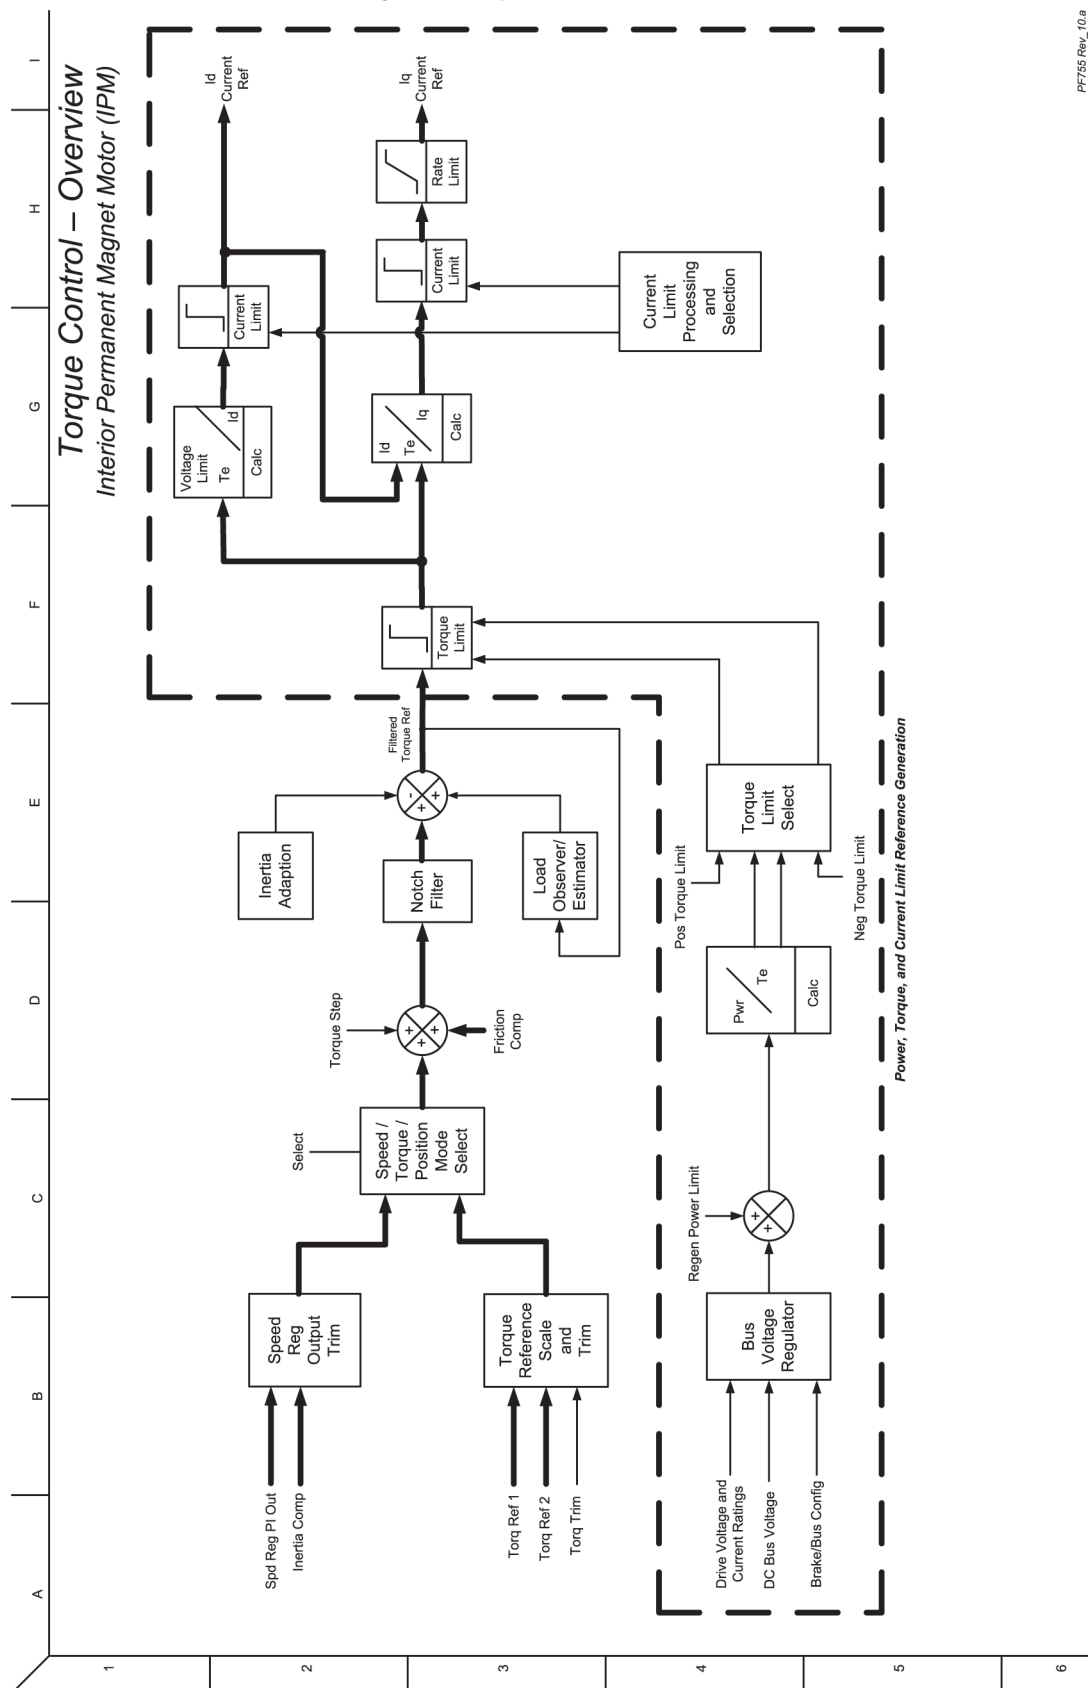 Torque Control – Overview
Interior Permanent Magnet Motor (IPM)
A
B
C
D
E
F
G
H
I
1
2
3
4
5
6
Spd Reg PI Out
Inertia Comp
Speed
Reg
Output
Trim
Torq Ref 1
Torq Ref 2
Torq Trim
Torque
Reference
Scale
and
Trim
Select
Speed /
Torque /
Position
Mode
Select
Torque Step
+
+
+
Friction
Comp
Notch
Filter
Inertia
Adaption
-
+
+
Load
Observer/
Estimator
Filtered
Torque Ref
Torque
Limit
Voltage
Limit
Te
Id
Calc
Current
Limit
Id
Current
Ref
Id
Te
Iq
Calc
Current
Limit
Rate
Limit
Iq
Current
Ref
Current
Limit
Processing
and
Selection
Drive Voltage and
Current Ratings
DC Bus Voltage
Brake/Bus Config
Bus
Voltage
Regulator
Regen Power Limit
+
+
Pwr
Te
Calc
Pos Torque Limit
Neg Torque Limit
Torque
Limit
Select
Power, Torque, and Current Limit Reference Generation
PF755 Rev_10.a